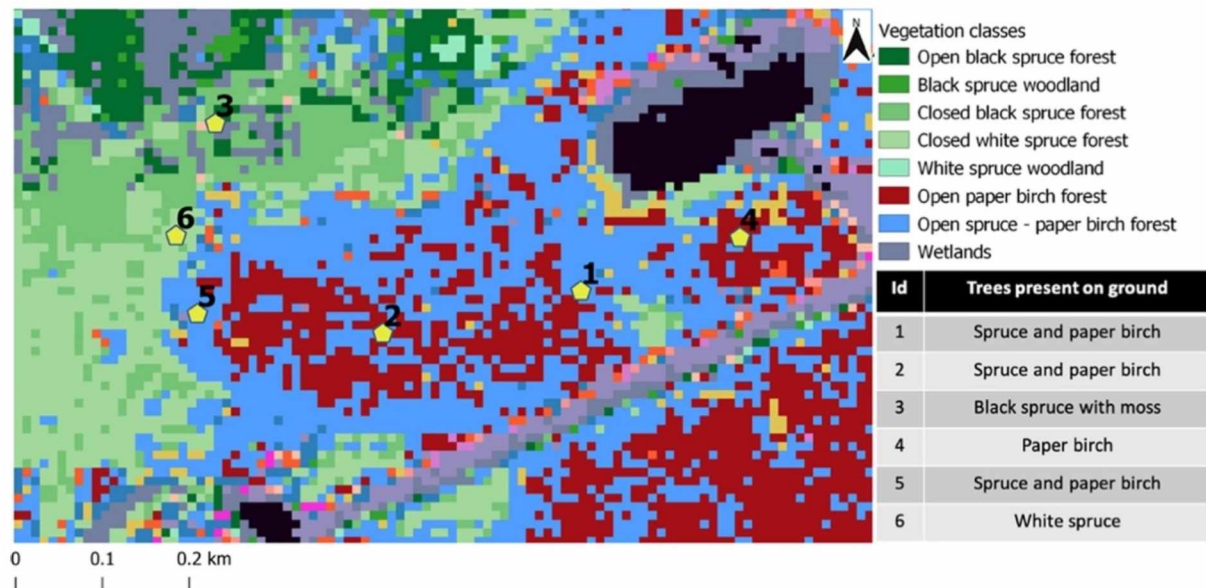 N
3
6
4
1
5
2
Vegetation classes
Open black spruce forest
Black spruce woodland
Closed black spruce forest
Closed white spruce forest
White spruce woodland
Open paper birch forest
Open spruce - paper birch forest
Wetlands
Id Trees present on ground
1 Spruce and paper birch
2 Spruce and paper birch
3 Black spruce with moss
4 Paper birch
5 Spruce and paper birch
6 White spruce
0 0.1 0.2 km